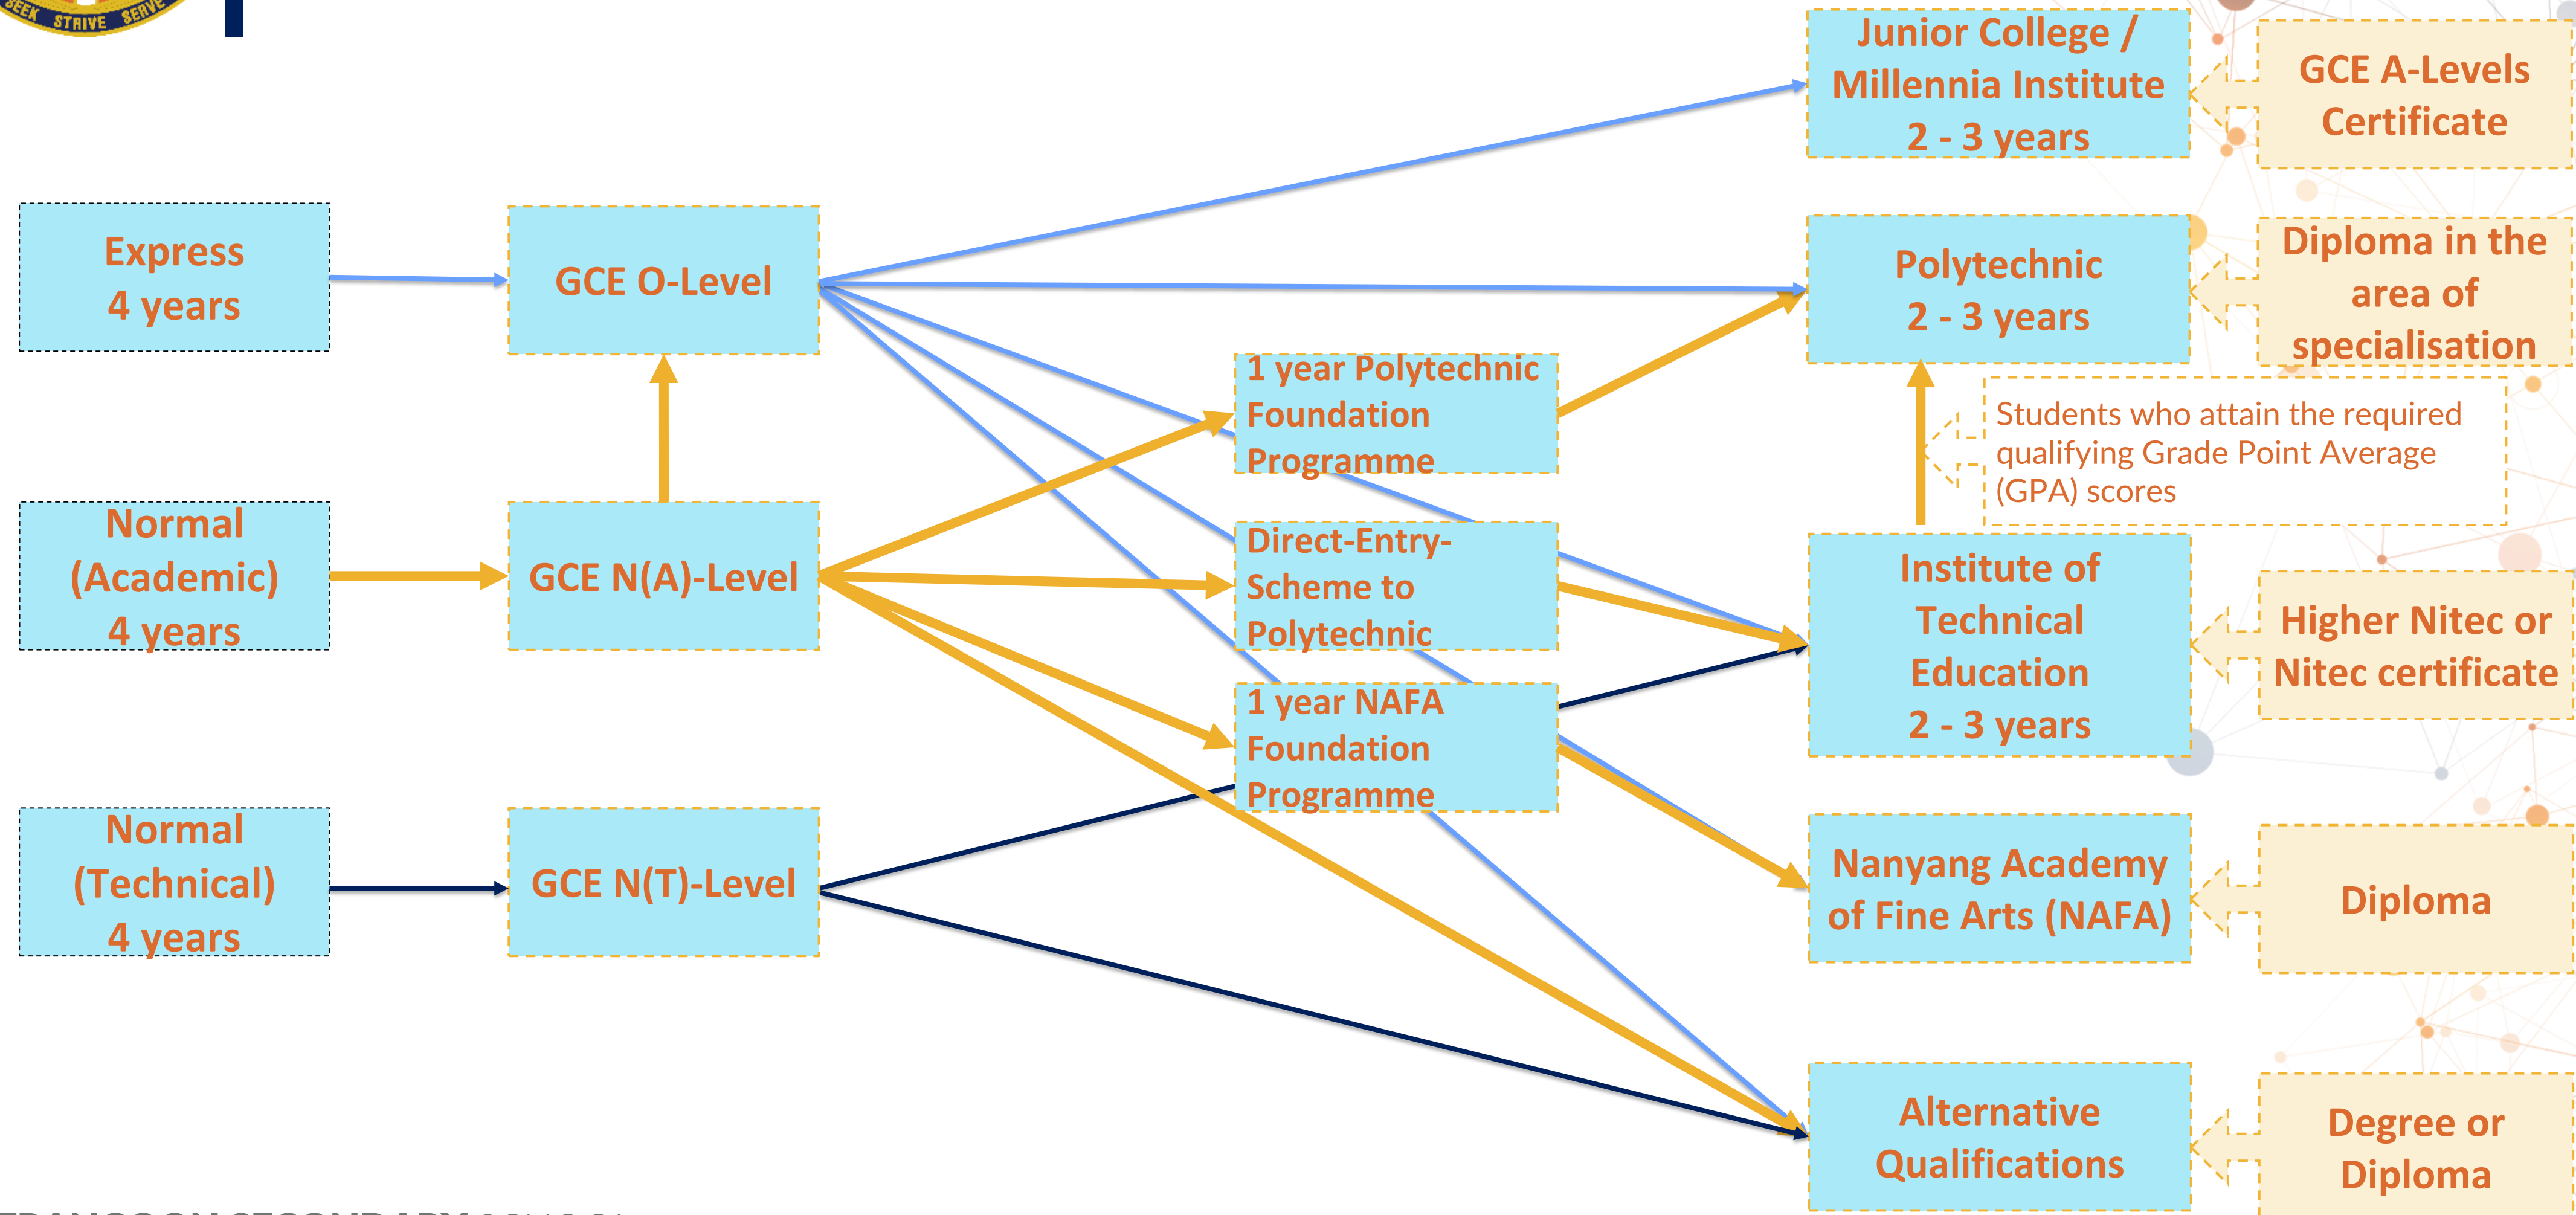 SEEK STRIVE SERVE
Junior College /
Millennia Institute
2 - 3 years
GCE A-Levels
Certificate
Express
4 years
GCE O-Level
Polytechnic
2 - 3 years
Diploma in the
area of
specialisation
1 year Polytechnic
Foundation
Programme
Students who attain the required
qualifying Grade Point Average
(GPA) scores
Normal
(Academic)
4 years
GCE N(A)-Level
Direct-Entry-
Scheme to
Polytechnic
Institute of
Technical
Education
2 - 3 years
Higher Nitec or
Nitec certificate
1 year NAFA
Foundation
Programme
Normal
(Technical)
4 years
GCE N(T)-Level
Nanyang Academy
of Fine Arts (NAFA)
Diploma
Alternative
Qualifications
Degree or
Diploma
SECONDARY